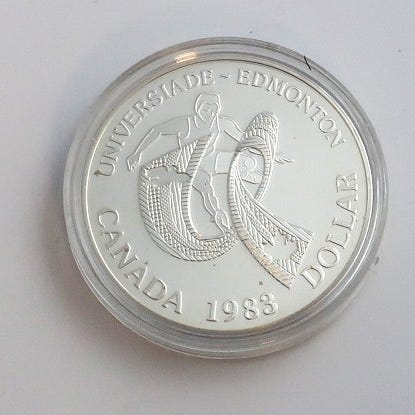 UNIVERSIADE ~ EDMONTON
CANADA 1983 DOLLAR